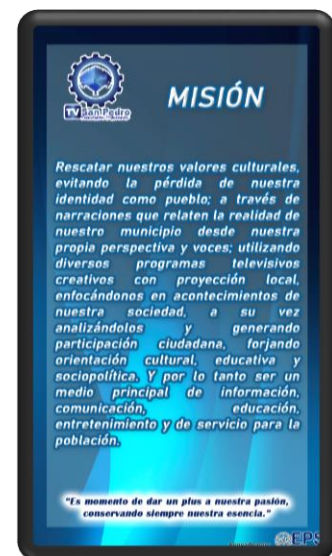 TV San Pedro
MISIÓN
Rescatar nuestros valores culturales,
evitando la pérdida de nuestra
identidad como pueblo; a través de
narraciones que relaten la realidad de
nuestro municipio desde nuestra
propia perspectiva y voces; utilizando
diversos programas televisivos
creativos con proyección local,
enfocándonos en acontecimientos de
nuestra sociedad, a su vez
analizándolos y generando
participación ciudadana, forjando
orientación cultural, educativa y
sociopolítica. Y por lo tanto ser un
medio principal de información,
comunicación, educación,
entretenimiento y de servicio para la
población.
"Es momento de dar un plus a nuestra pasión,
conservando siempre nuestra esencia."
EPS